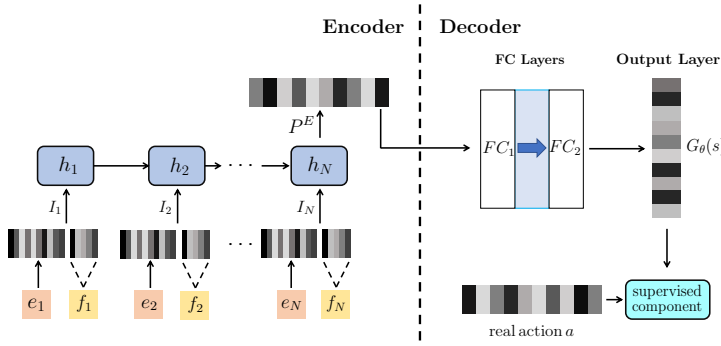 Encoder
Decoder
FC Layers
Output Layer
P^E
h_1
h_2
· · ·
h_N
FC_1
FC_2
G_θ(s)
I_1
I_2
I_N
· · ·
e_1
f_1
e_2
f_2
e_N
f_N
real action a
supervised
component